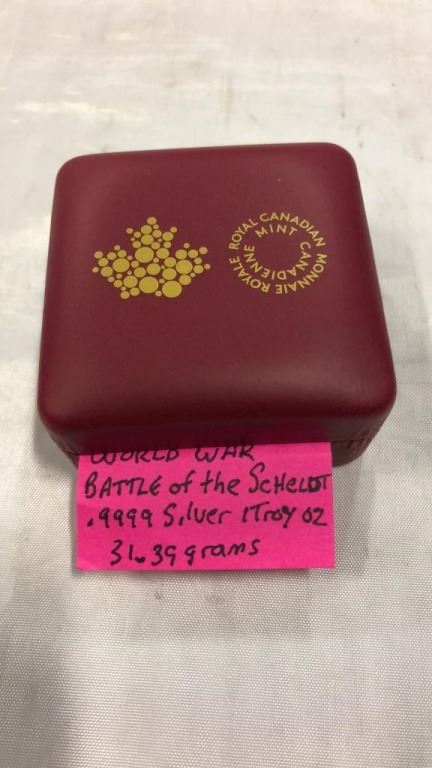 ROYAL CANADIAN MINT
MONNAIE ROYALE CANADIENNE
WORLD WAR
BATTLE of the SCHELDT
.9999 Silver 1Troy oz
31.39 grams